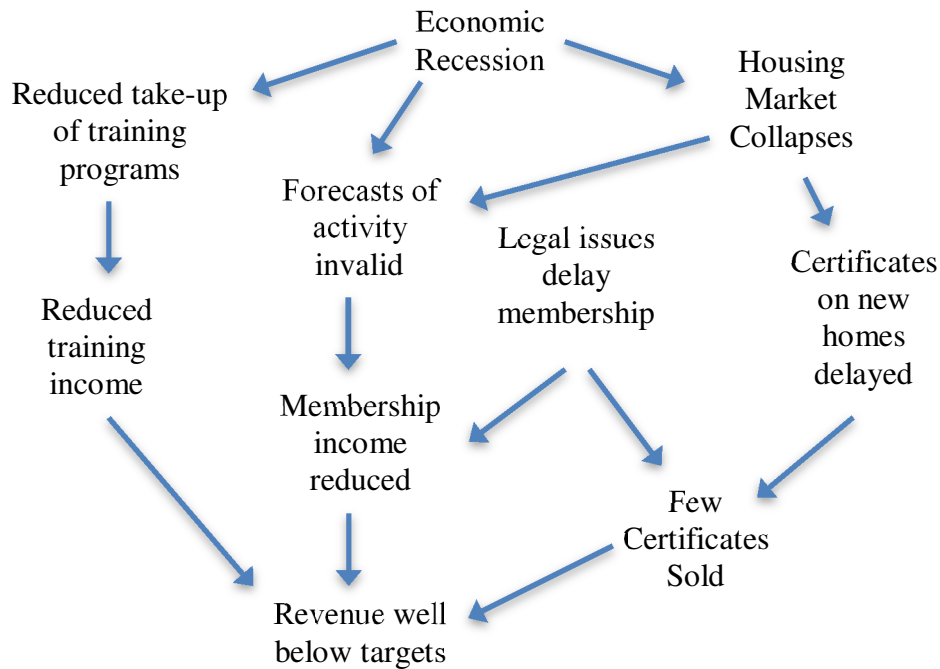 Economic
Recession
Housing
Market
Collapses
Reduced take-up
of training
programs
Forecasts of
activity
invalid
Legal issues
delay
membership
Certificates
on new
homes
delayed
Reduced
training
income
Membership
income
reduced
Few
Certificates
Sold
Revenue well
below targets